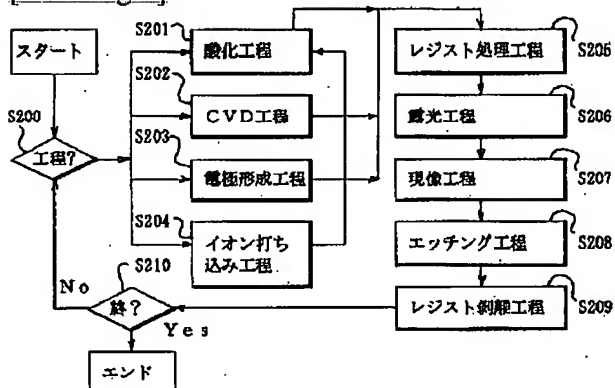 スタート
S200
工程?
S201
酸化工程
S202
CVD工程
S203
電極形成工程
S204
イオン打ち
込み工程
レジスト処理工程
S205
露光工程
S206
現像工程
S207
エッチング工程
S208
レジスト剥離工程
S209
S210
終?
No
Yes
エンド